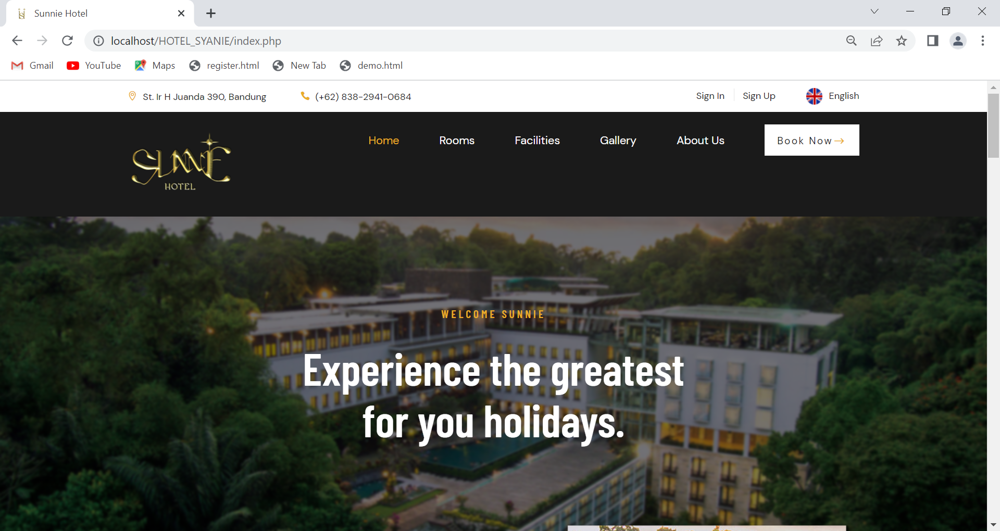 Sunnie Hotel
localhost/HOTEL_SYANIE/index.php
Gmail YouTube Maps register.html New Tab demo.html
St. Ir H Juanda 390, Bandung (+62) 838-2941-0684 Sign In Sign Up English
SUNNIE
HOTEL
Home Rooms Facilities Gallery About Us Book Now→
WELCOME SUNNIE
Experience the greatest
for you holidays.